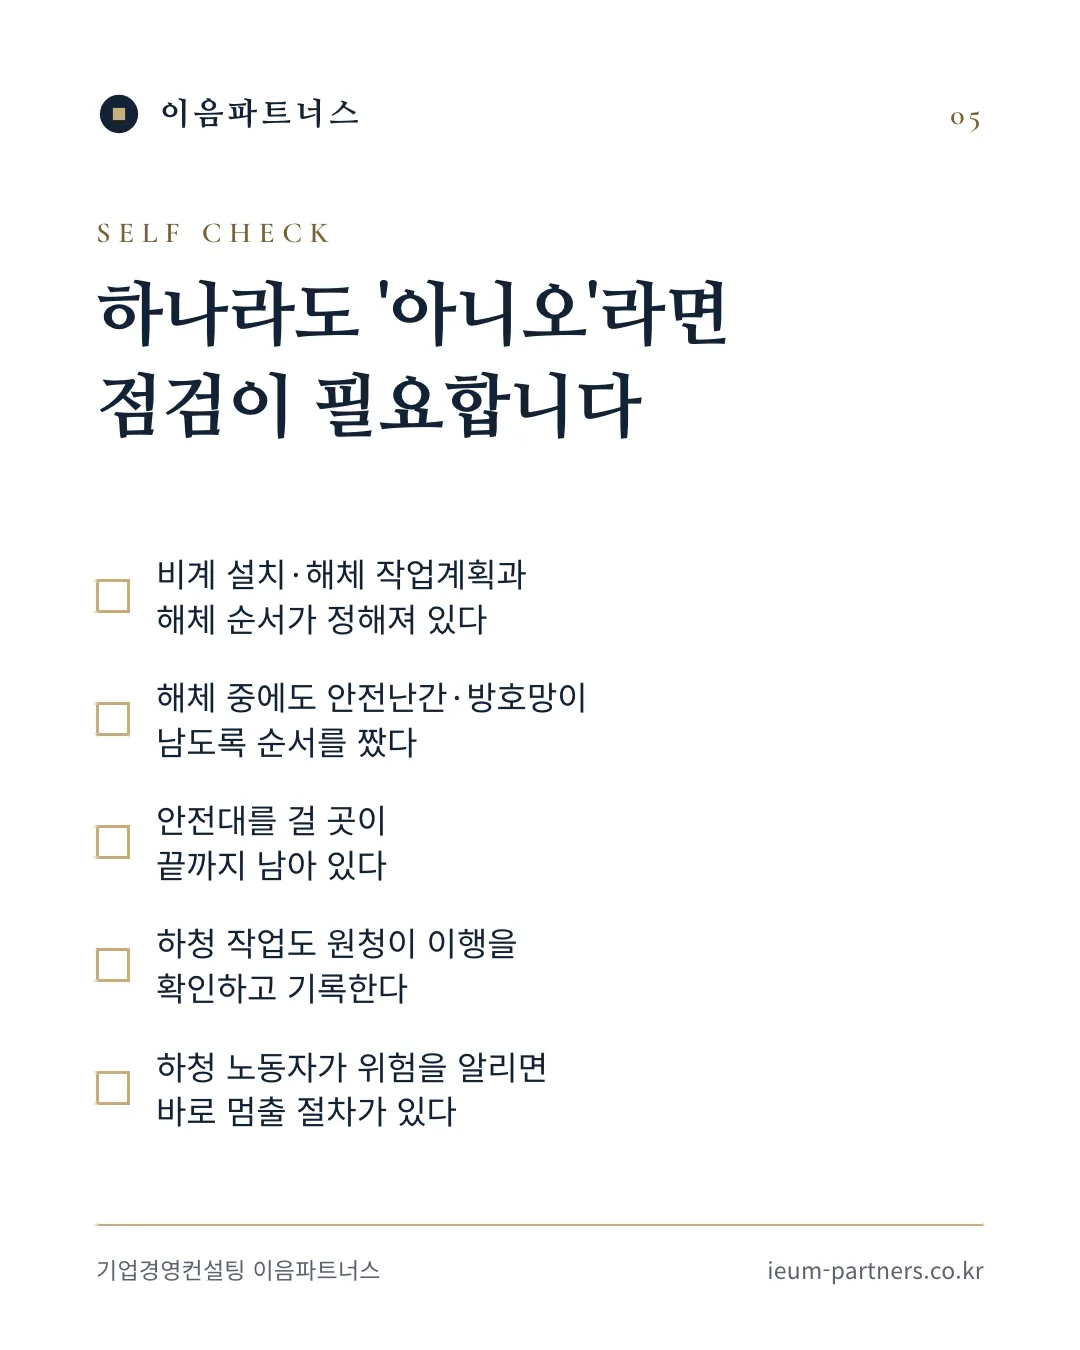 이음파트너스
05
SELF CHECK
하나라도 '아니오'라면
점검이 필요합니다
비계 설치·해체 작업계획과
해체 순서가 정해져 있다
해체 중에도 안전난간·방호망이
남도록 순서를 짰다
안전대를 걸 곳이
끝까지 남아 있다
하청 작업도 원청이 이행을
확인하고 기록한다
하청 노동자가 위험을 알리면
바로 멈출 절차가 있다
기업경영컨설팅 이음파트너스
ieum-partners.co.kr